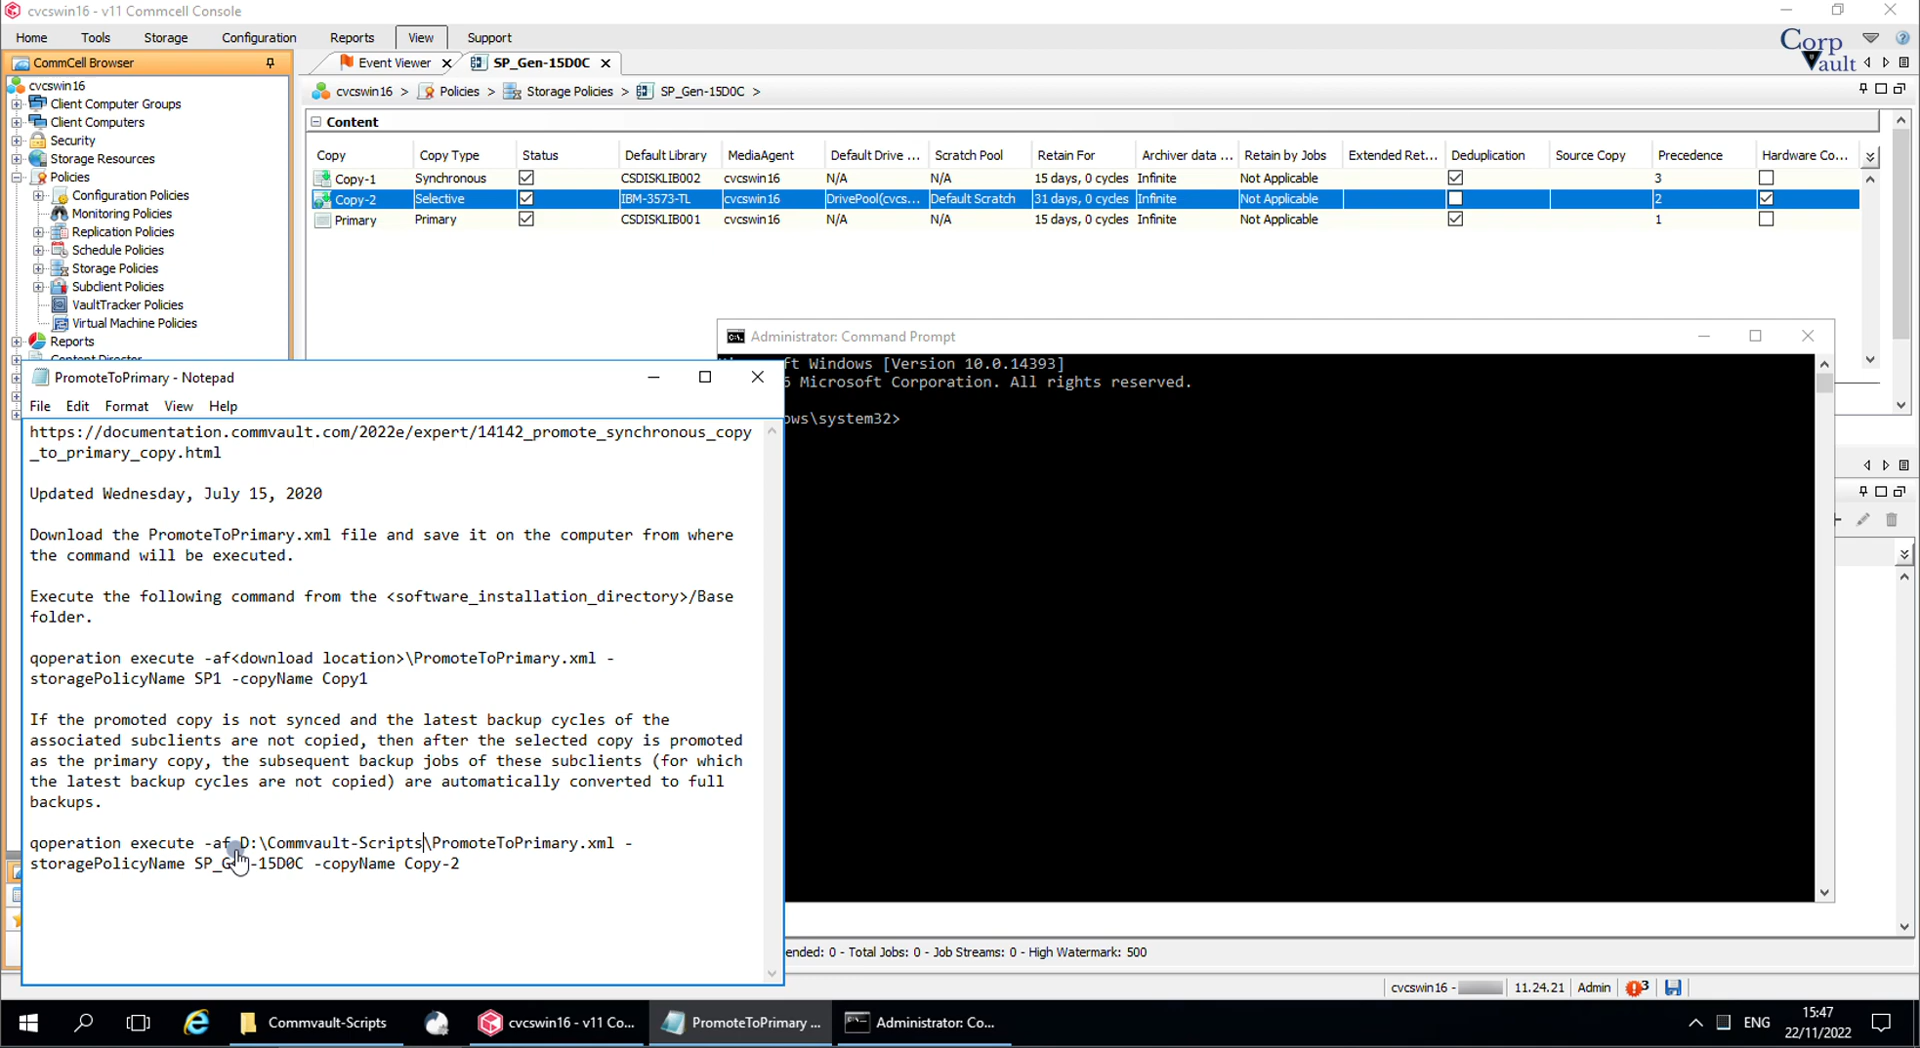 cvcswin16 - v11 Commcell Console
Home Tools Storage Configuration Reports View Support
Corp Vault
CommCell Browser
Event Viewer SP_Gen-15D0C
cvcswin16
Client Computer Groups
Client Computers
Security
Storage Resources
Policies
Configuration Policies
Monitoring Policies
Replication Policies
Schedule Policies
Storage Policies
Subclient Policies
VaultTracker Policies
Virtual Machine Policies
Reports
Content Director
cvcswin16 > Policies > Storage Policies > SP_Gen-15D0C >
Content
Copy Copy Type Status Default Library MediaAgent Default Drive ... Scratch Pool Retain For Archiver data ... Retain by Jobs Extended Ret... Deduplication Source Copy Precedence Hardware Co...
Copy-1 Synchronous CSDISKLIB002 cvcswin16 N/A N/A 15 days, 0 cycles Infinite Not Applicable 3
Copy-2 Selective IBM-3573-TL cvcswin16 DrivePool(cvcs... Default Scratch 31 days, 0 cycles Infinite Not Applicable 2
Primary Primary CSDISKLIB001 cvcswin16 N/A N/A 15 days, 0 cycles Infinite Not Applicable 1
Administrator: Command Prompt
ft Windows [Version 10.0.14393]
6 Microsoft Corporation. All rights reserved.
ows\system32>
PromoteToPrimary - Notepad
File Edit Format View Help
https://documentation.commvault.com/2022e/expert/14142_promote_synchronous_copy
_to_primary_copy.html
Updated Wednesday, July 15, 2020
Download the PromoteToPrimary.xml file and save it on the computer from where
the command will be executed.
Execute the following command from the <software_installation_directory>/Base
folder.
qoperation execute -af<download location>\PromoteToPrimary.xml -
storagePolicyName SP1 -copyName Copy1
If the promoted copy is not synced and the latest backup cycles of the
associated subclients are not copied, then after the selected copy is promoted
as the primary copy, the subsequent backup jobs of these subclients (for which
the latest backup cycles are not copied) are automatically converted to full
backups.
qoperation execute -af D:\Commvault-Scripts\PromoteToPrimary.xml -
storagePolicyName SP_Gen-15D0C -copyName Copy-2
ended: 0 - Total Jobs: 0 - Job Streams: 0 - High Watermark: 500
cvcswin16 - 11.24.21 Admin 3
Commvault-Scripts cvcswin16 - v11 Co... PromoteToPrimary ... Administrator: Co... ENG 15:47
22/11/2022